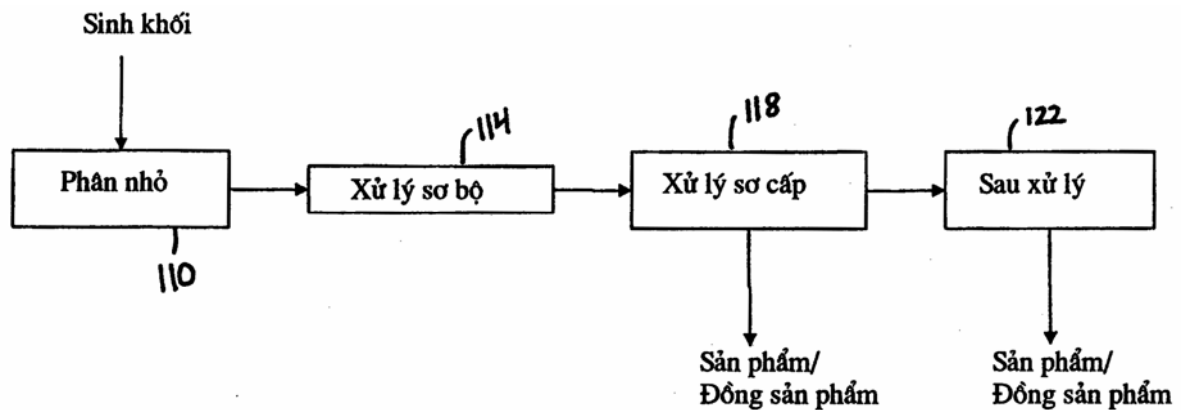 Sinh khối
114
118
122
Phân nhỏ
Xử lý sơ bộ
Xử lý sơ cấp
Sau xử lý
110
Sản phẩm/
Đồng sản phẩm
Sản phẩm/
Đồng sản phẩm